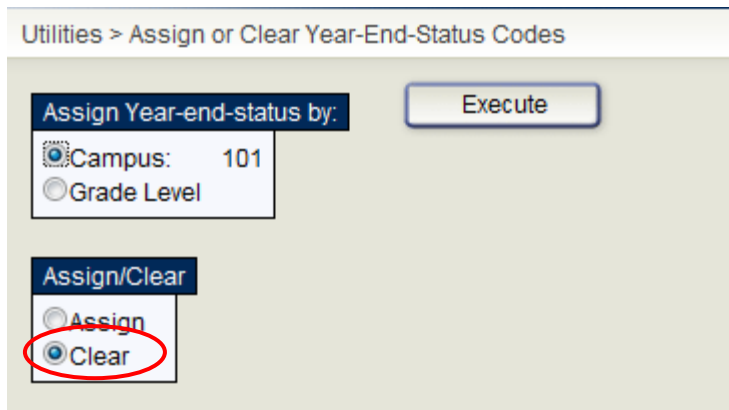 Utilities > Assign or Clear Year-End-Status Codes
Assign Year-end-status by:
Execute
Campus: 101
Grade Level
Assign/Clear
Assign
Clear